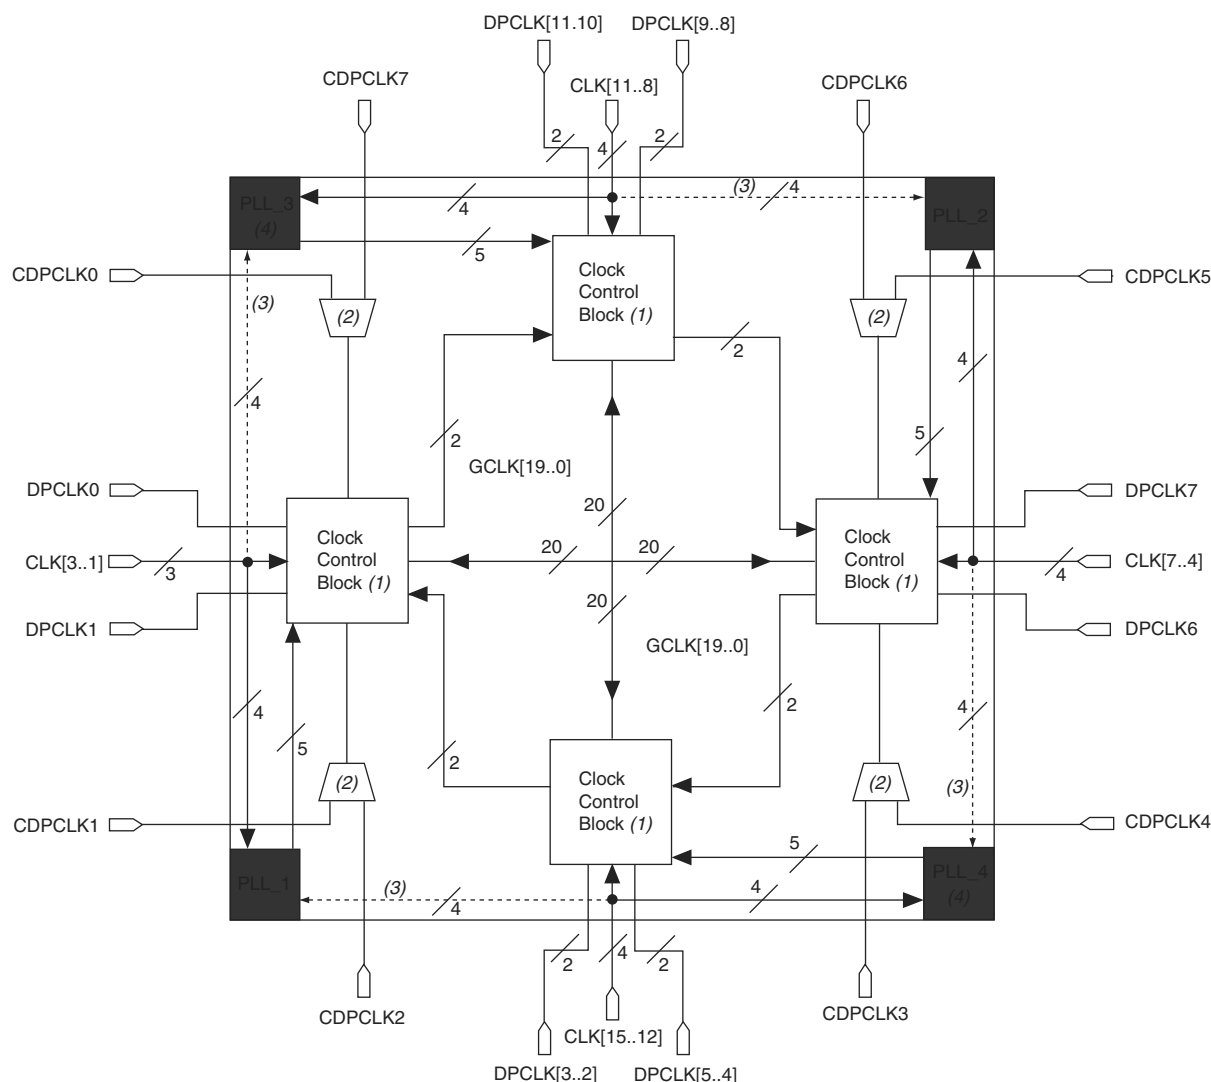 DPCLK[11.10]
DPCLK[9..8]
CDPCLK7
CLK[11..8]
CDPCLK6
2
4
2
PLL_3
(4)
4
(3)
4
PLL_2
5
CDPCLK0
(3)
(2)
Clock
Control
Block (1)
2
(2)
CDPCLK5
4
4
2
5
GCLK[19..0]
DPCLK0
20
DPCLK7
CLK[3..1]
3
Clock
Control
Block (1)
20
20
Clock
Control
Block (1)
4
CLK[7..4]
DPCLK1
20
GCLK[19..0]
DPCLK6
4
5
2
2
4
(2)
Clock
Control
Block (1)
(2)
(3)
CDPCLK1
CDPCLK4
5
PLL_1
(3)
4
4
PLL_4
(4)
2
4
2
CDPCLK2
CLK[15..12]
CDPCLK3
DPCLK[3..2]
DPCLK[5..4]